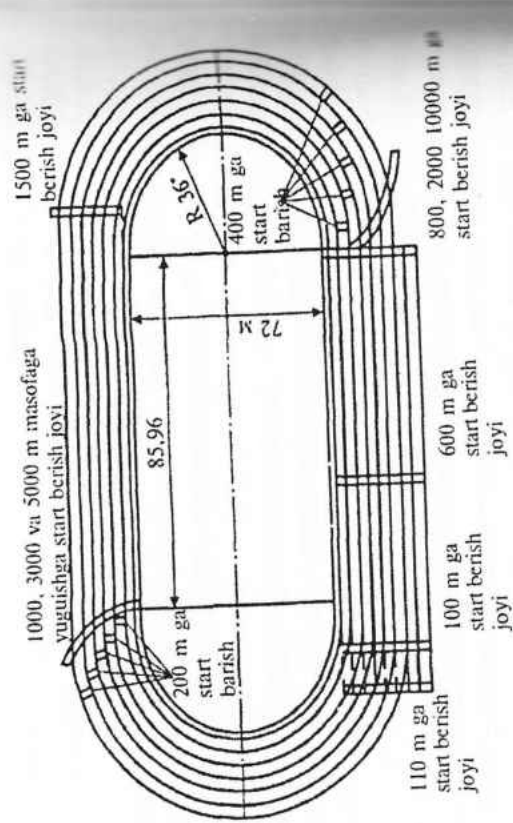 1500 m ga start
berish joyi
1000, 3000 va 5000 m masofaga
yuguishga start berish joyi
R 36°
400 m ga
start
barish
72 M
85,96
200 m ga
start
barish
800, 2000 10000 m ga
start berish joyi
600 m ga
start berish
joyi
100 m ga
start berish
joyi
110 m ga
start berish
joyi